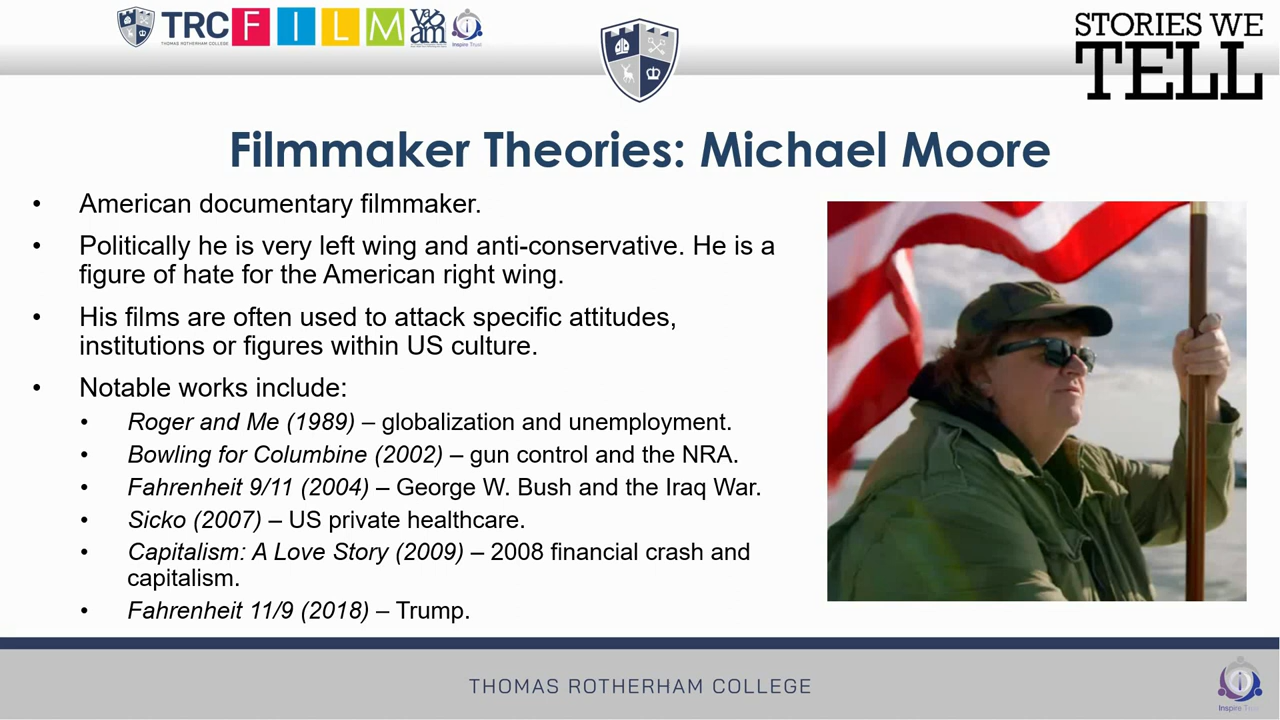 TRC FILM
THOMAS ROTHERHAM COLLEGE
Inspire Trust
STORIES WE
TELL
Filmmaker Theories: Michael Moore
• American documentary filmmaker.
• Politically he is very left wing and anti-conservative. He is a
figure of hate for the American right wing.
• His films are often used to attack specific attitudes,
institutions or figures within US culture.
• Notable works include:
• Roger and Me (1989) – globalization and unemployment.
• Bowling for Columbine (2002) – gun control and the NRA.
• Fahrenheit 9/11 (2004) – George W. Bush and the Iraq War.
• Sicko (2007) – US private healthcare.
• Capitalism: A Love Story (2009) – 2008 financial crash and
capitalism.
• Fahrenheit 11/9 (2018) – Trump.
THOMAS ROTHERHAM COLLEGE
Inspire Trust